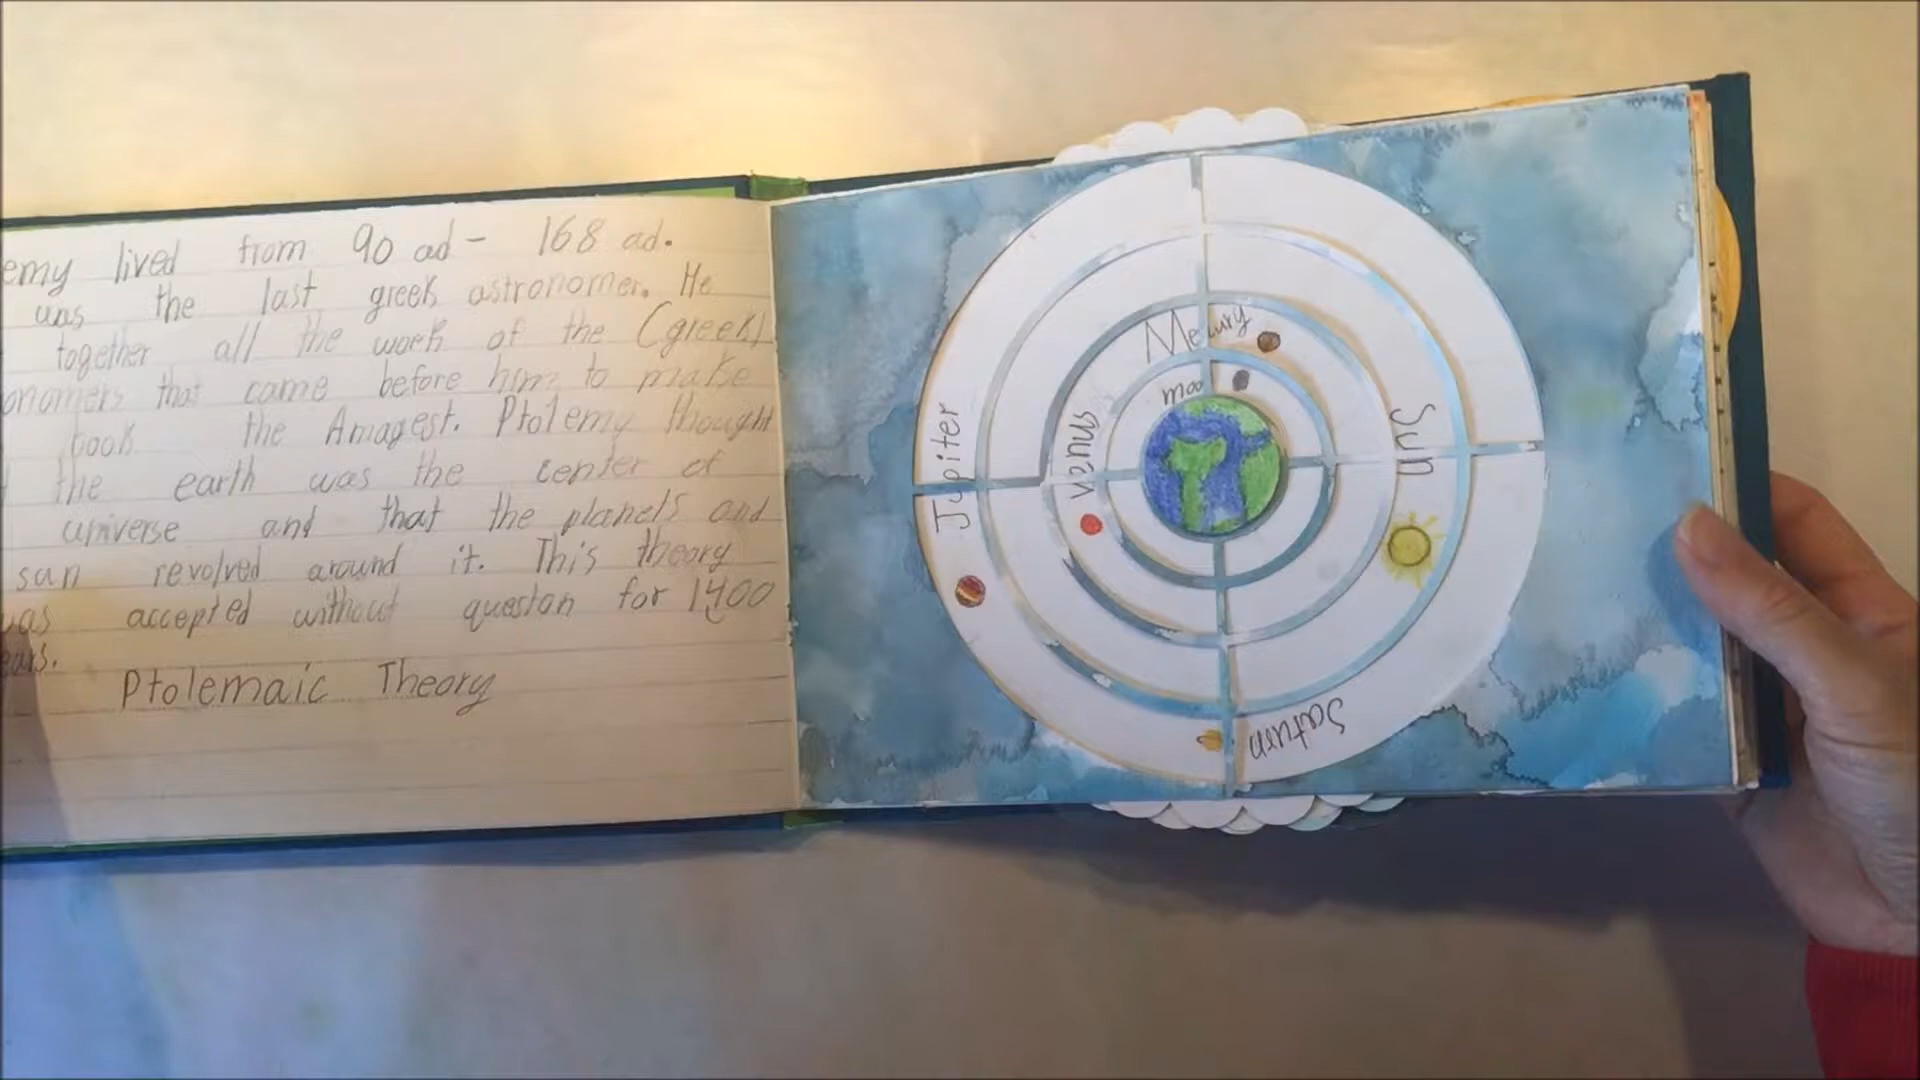 emy lived from 90 ad - 168 ad.
was the last greek astronomer. He
together all the work of the (greek)
onomers that came before him to make
book the Amagest. Ptolemy thought
the earth was the center of
universe and that the planets and
san revolved around it. This theory
was accepted without queston for 1400
ears.
Ptolemaic Theory
Mercury
moo
Venus
Sun
Jupiter
Saturn